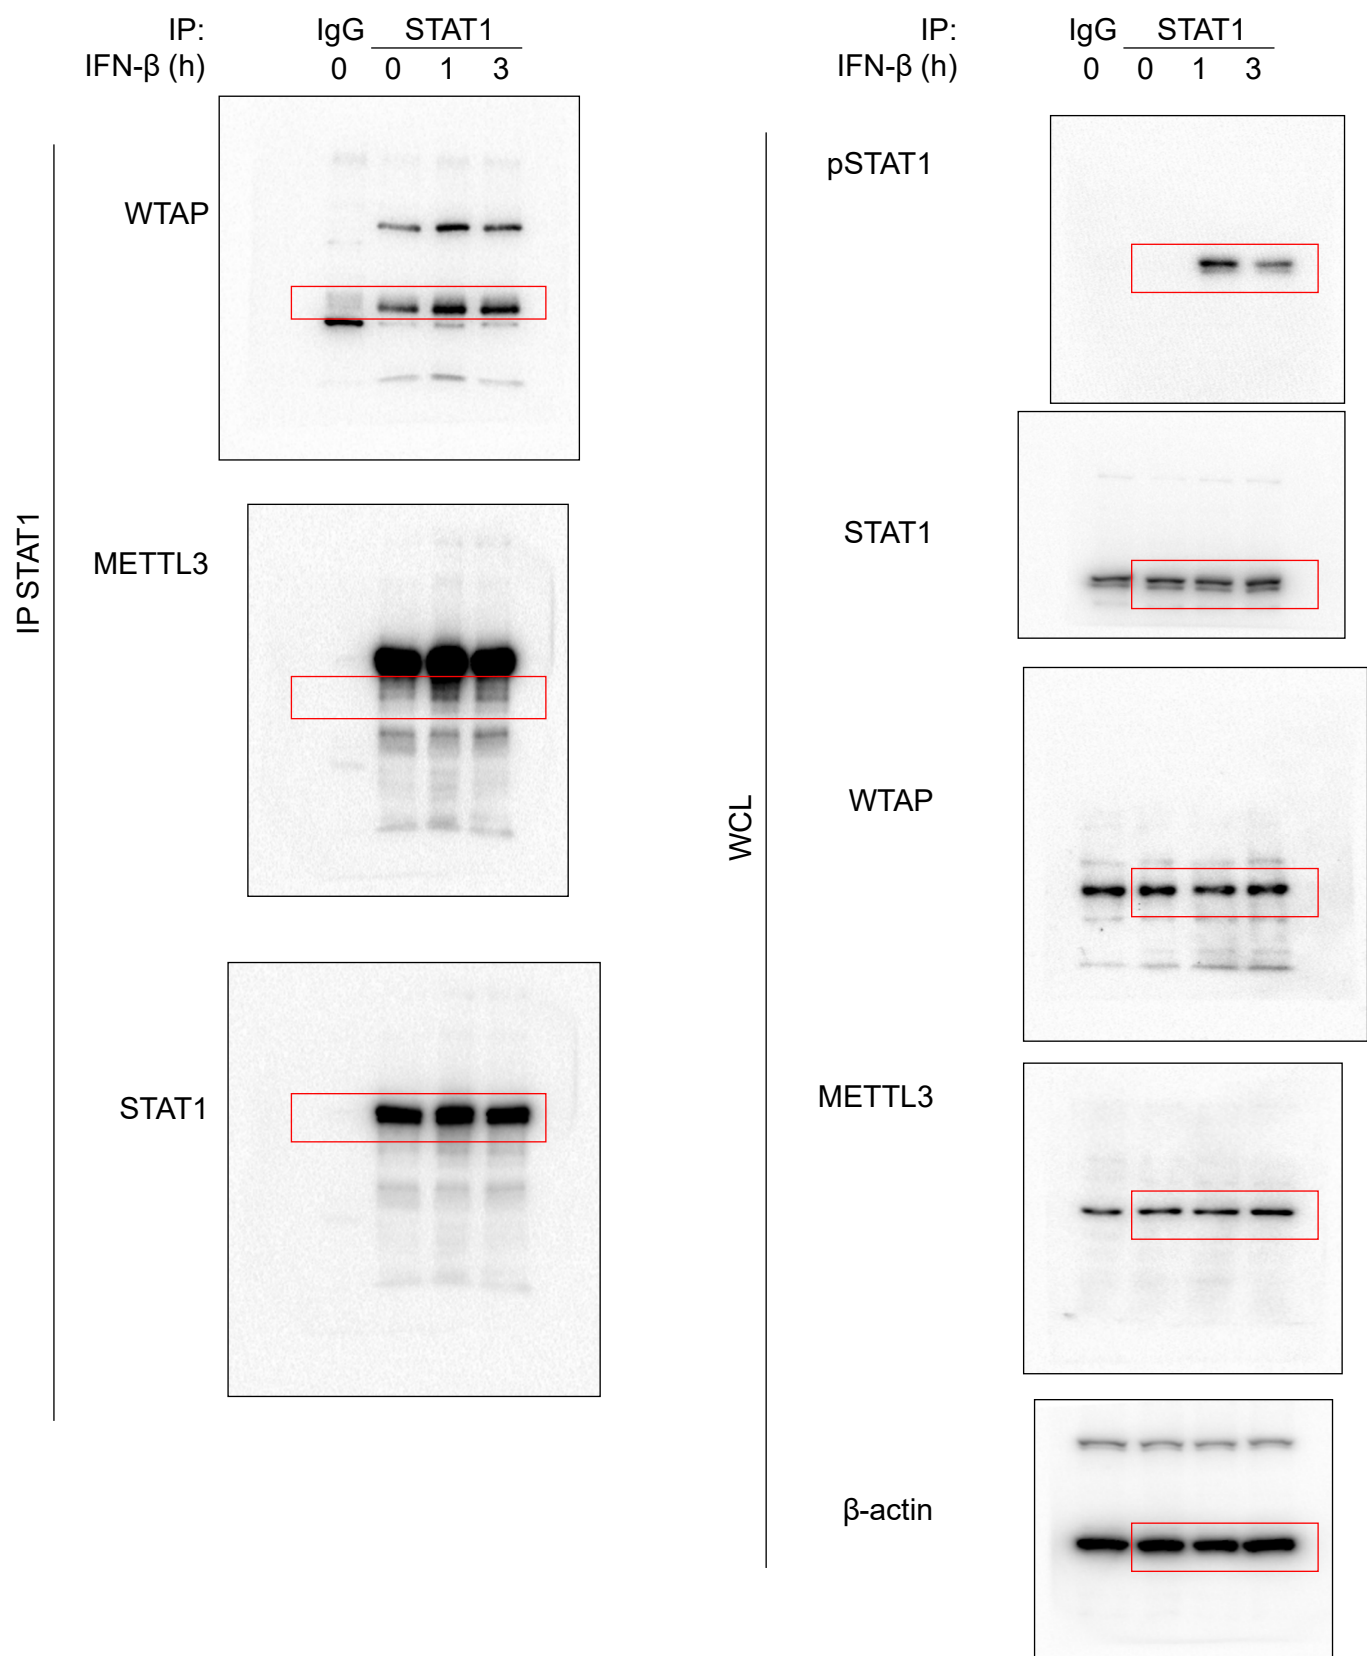 IP: IgG STAT1
IFN-β (h) 0 0 1 3
IP STAT1
WTAP
METTL3
STAT1
IP: IgG STAT1
IFN-β (h) 0 0 1 3
WCL
pSTAT1
STAT1
WTAP
METTL3
β-actin